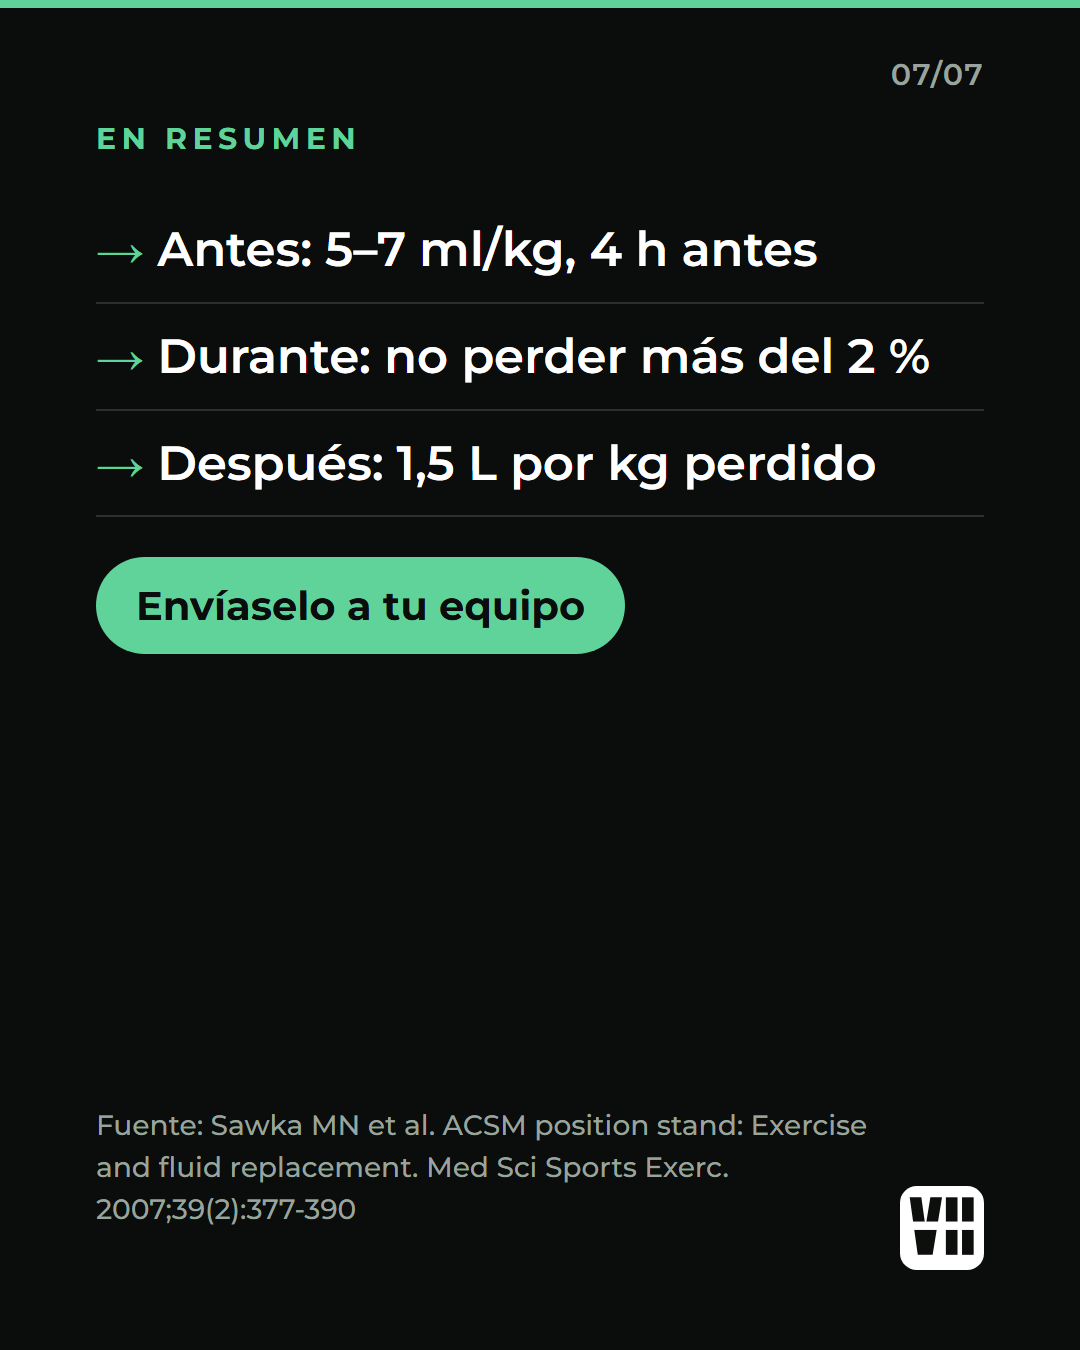 07/07
EN RESUMEN
→ Antes: 5–7 ml/kg, 4 h antes
→ Durante: no perder más del 2 %
→ Después: 1,5 L por kg perdido
Envíaselo a tu equipo
Fuente: Sawka MN et al. ACSM position stand: Exercise
and fluid replacement. Med Sci Sports Exerc.
2007;39(2):377-390
VII
VII